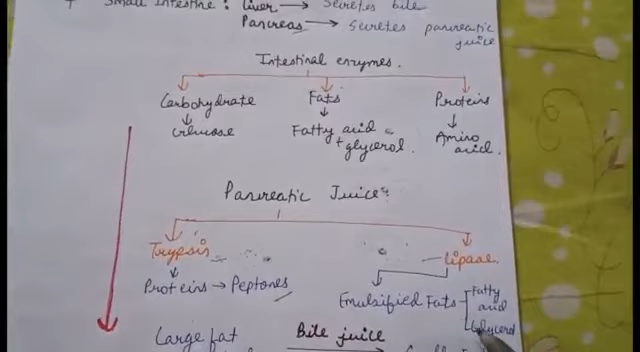 Small intestine : Liver → Secretes bile
Pancreas → Secretes pancreatic juice
Intestinal enzymes.
Carbohydrate Fats Proteins
↓ ↓ ↓
Glucose Fatty acid + glycerol. Amino acid.
Pancreatic Juice
Trypsin Lipase
Proteins → Peptones
Emulsified Fats
Fatty acid
Glycerol
Large fat Bile juice